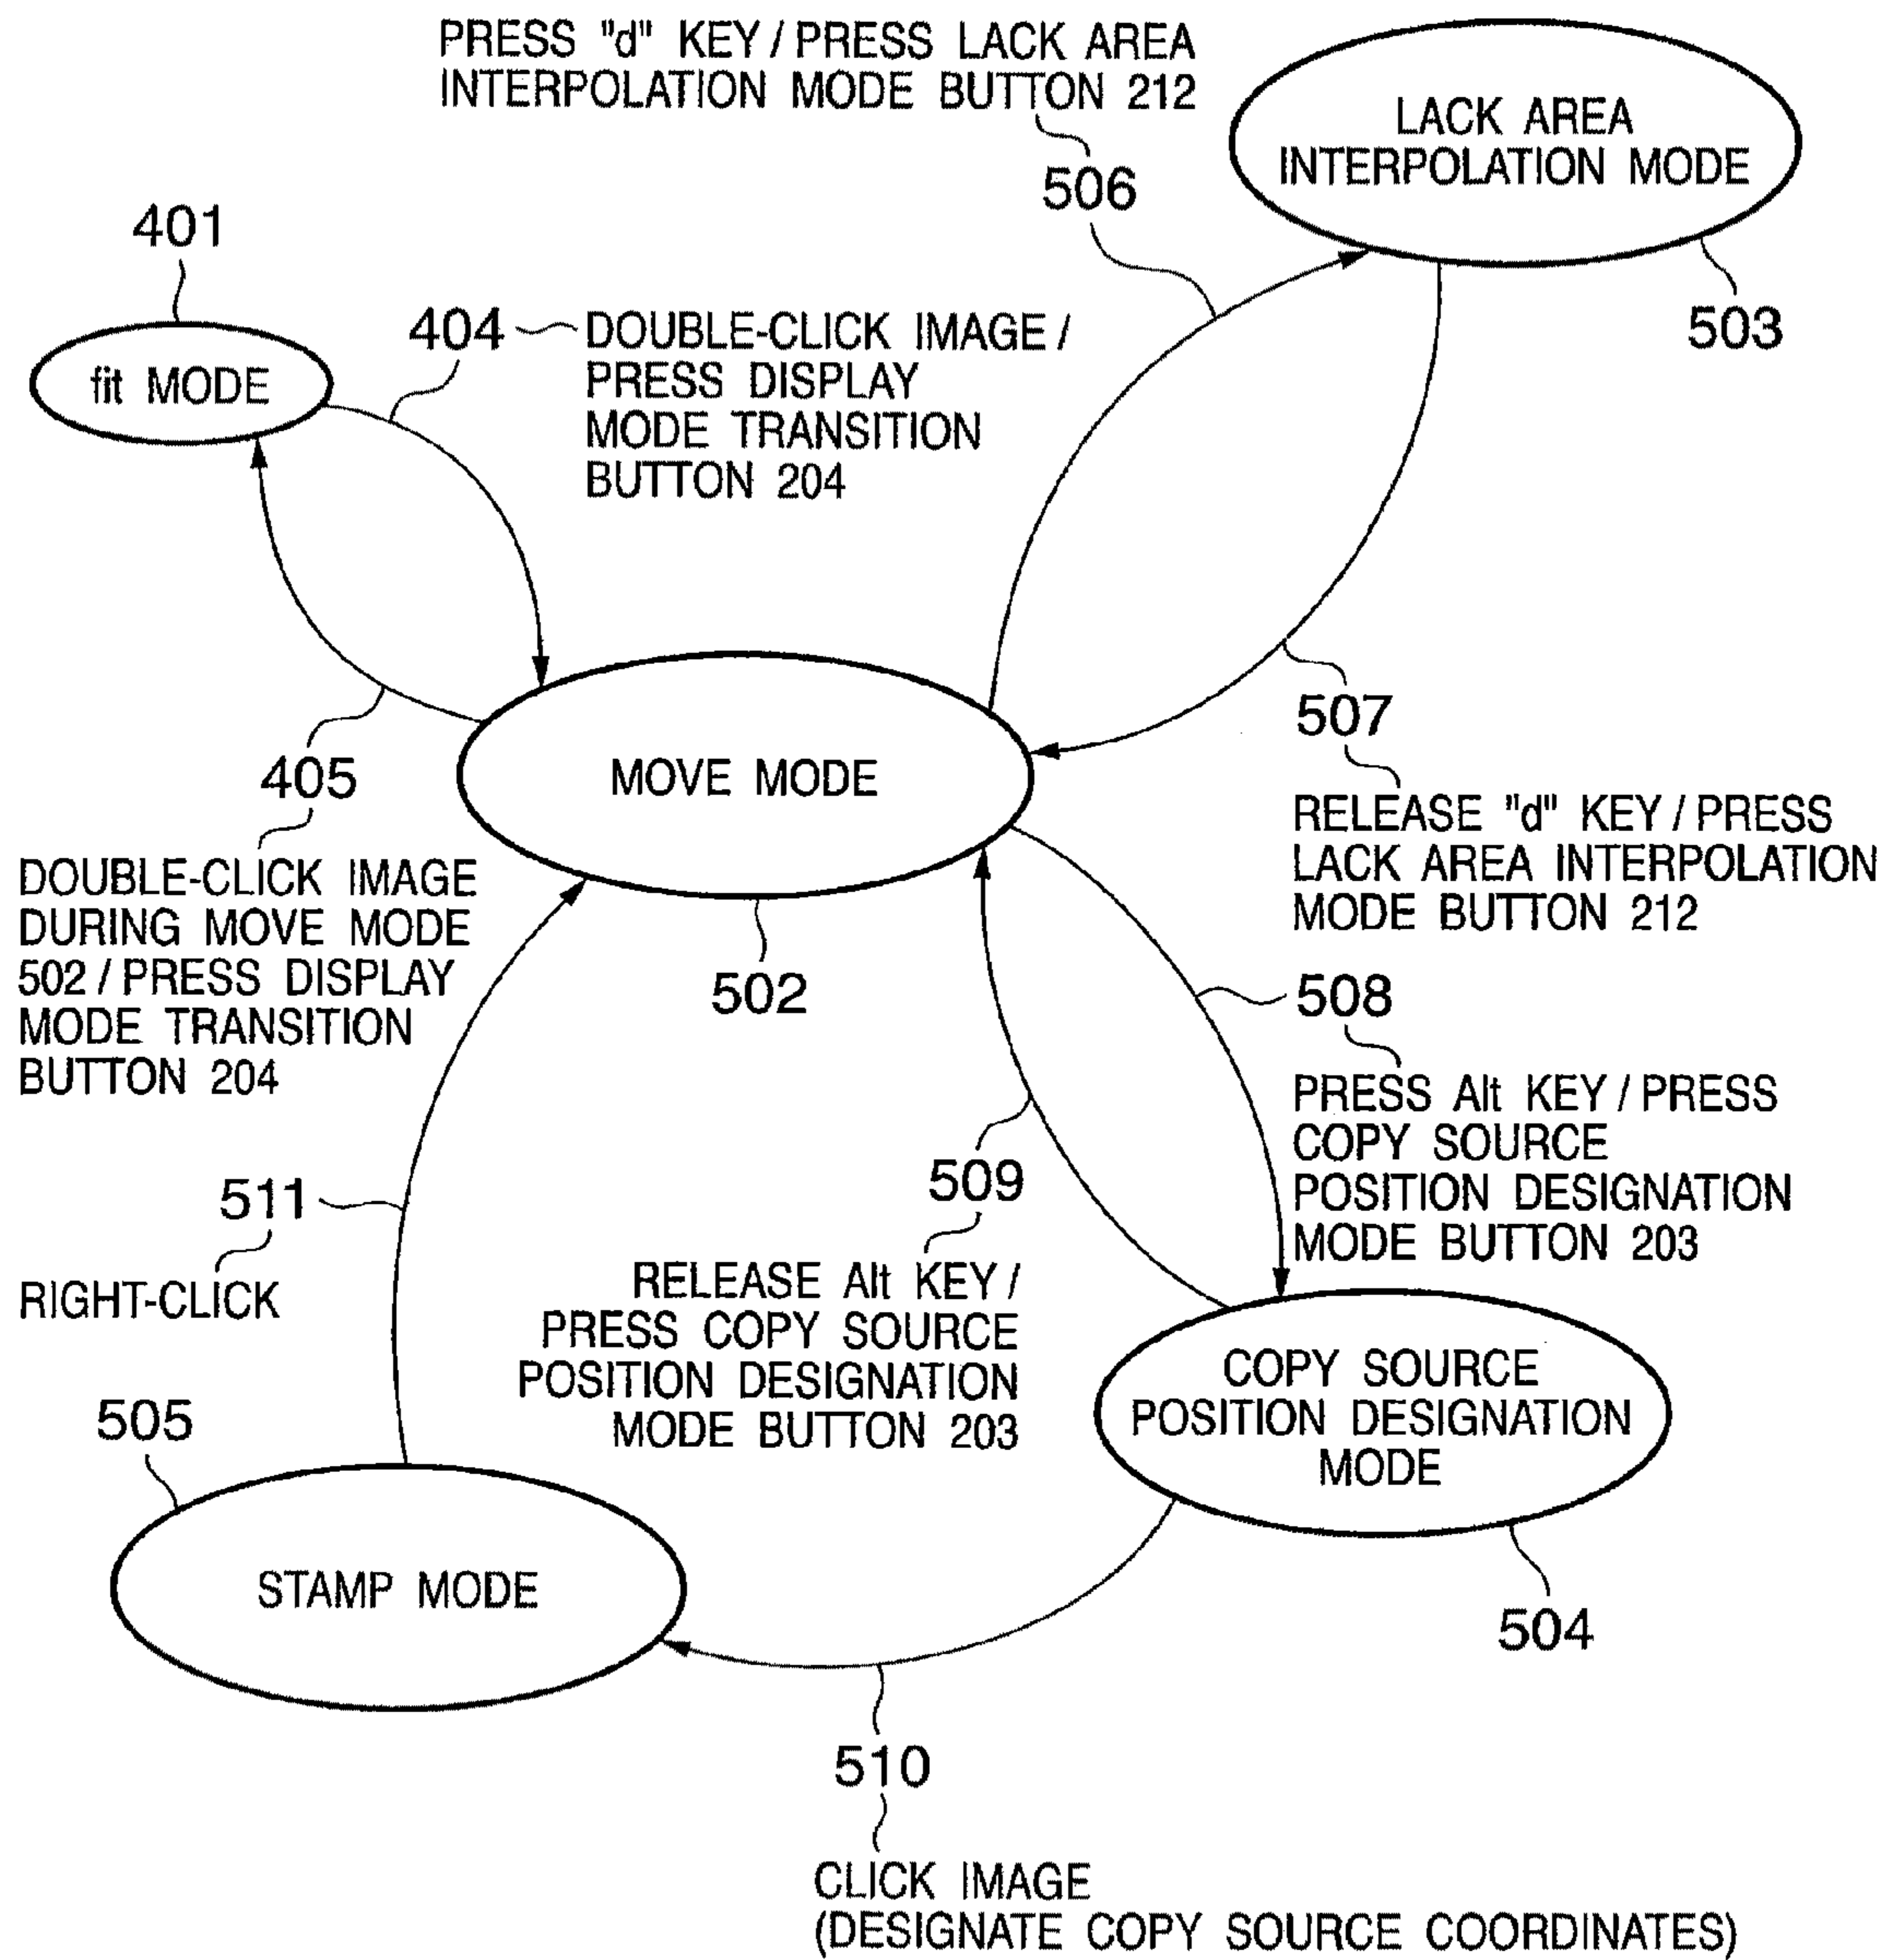 PRESS "d" KEY / PRESS LACK AREA
INTERPOLATION MODE BUTTON 212
506
LACK AREA
INTERPOLATION MODE
503
401
fit MODE
404
DOUBLE-CLICK IMAGE /
PRESS DISPLAY
MODE TRANSITION
BUTTON 204
405
DOUBLE-CLICK IMAGE
DURING MOVE MODE
502 / PRESS DISPLAY
MODE TRANSITION
BUTTON 204
MOVE MODE
502
507
RELEASE "d" KEY / PRESS
LACK AREA INTERPOLATION
MODE BUTTON 212
508
PRESS Alt KEY / PRESS
COPY SOURCE
POSITION DESIGNATION
MODE BUTTON 203
509
RELEASE Alt KEY /
PRESS COPY SOURCE
POSITION DESIGNATION
MODE BUTTON 203
511
RIGHT-CLICK
505
STAMP MODE
COPY SOURCE
POSITION DESIGNATION
MODE
504
510
CLICK IMAGE
(DESIGNATE COPY SOURCE COORDINATES)